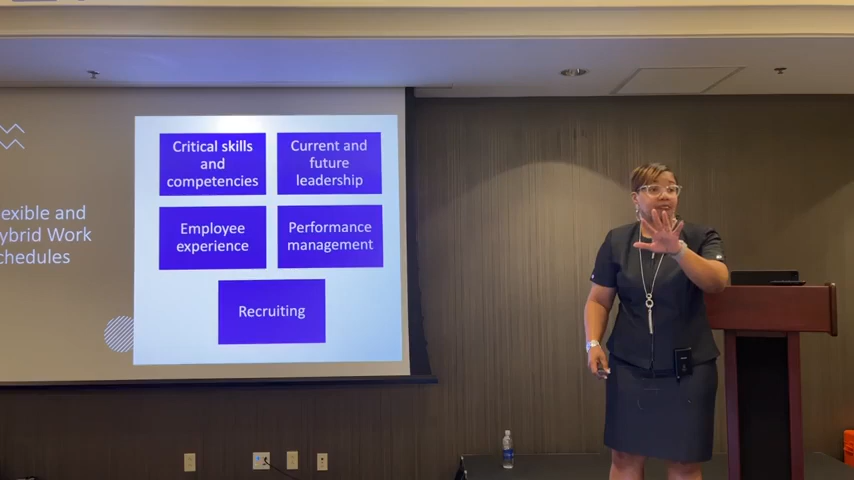 exible and
ybrid Work
chedules
Critical skills
and
competencies
Current and
future
leadership
Employee
experience
Performance
management
Recruiting